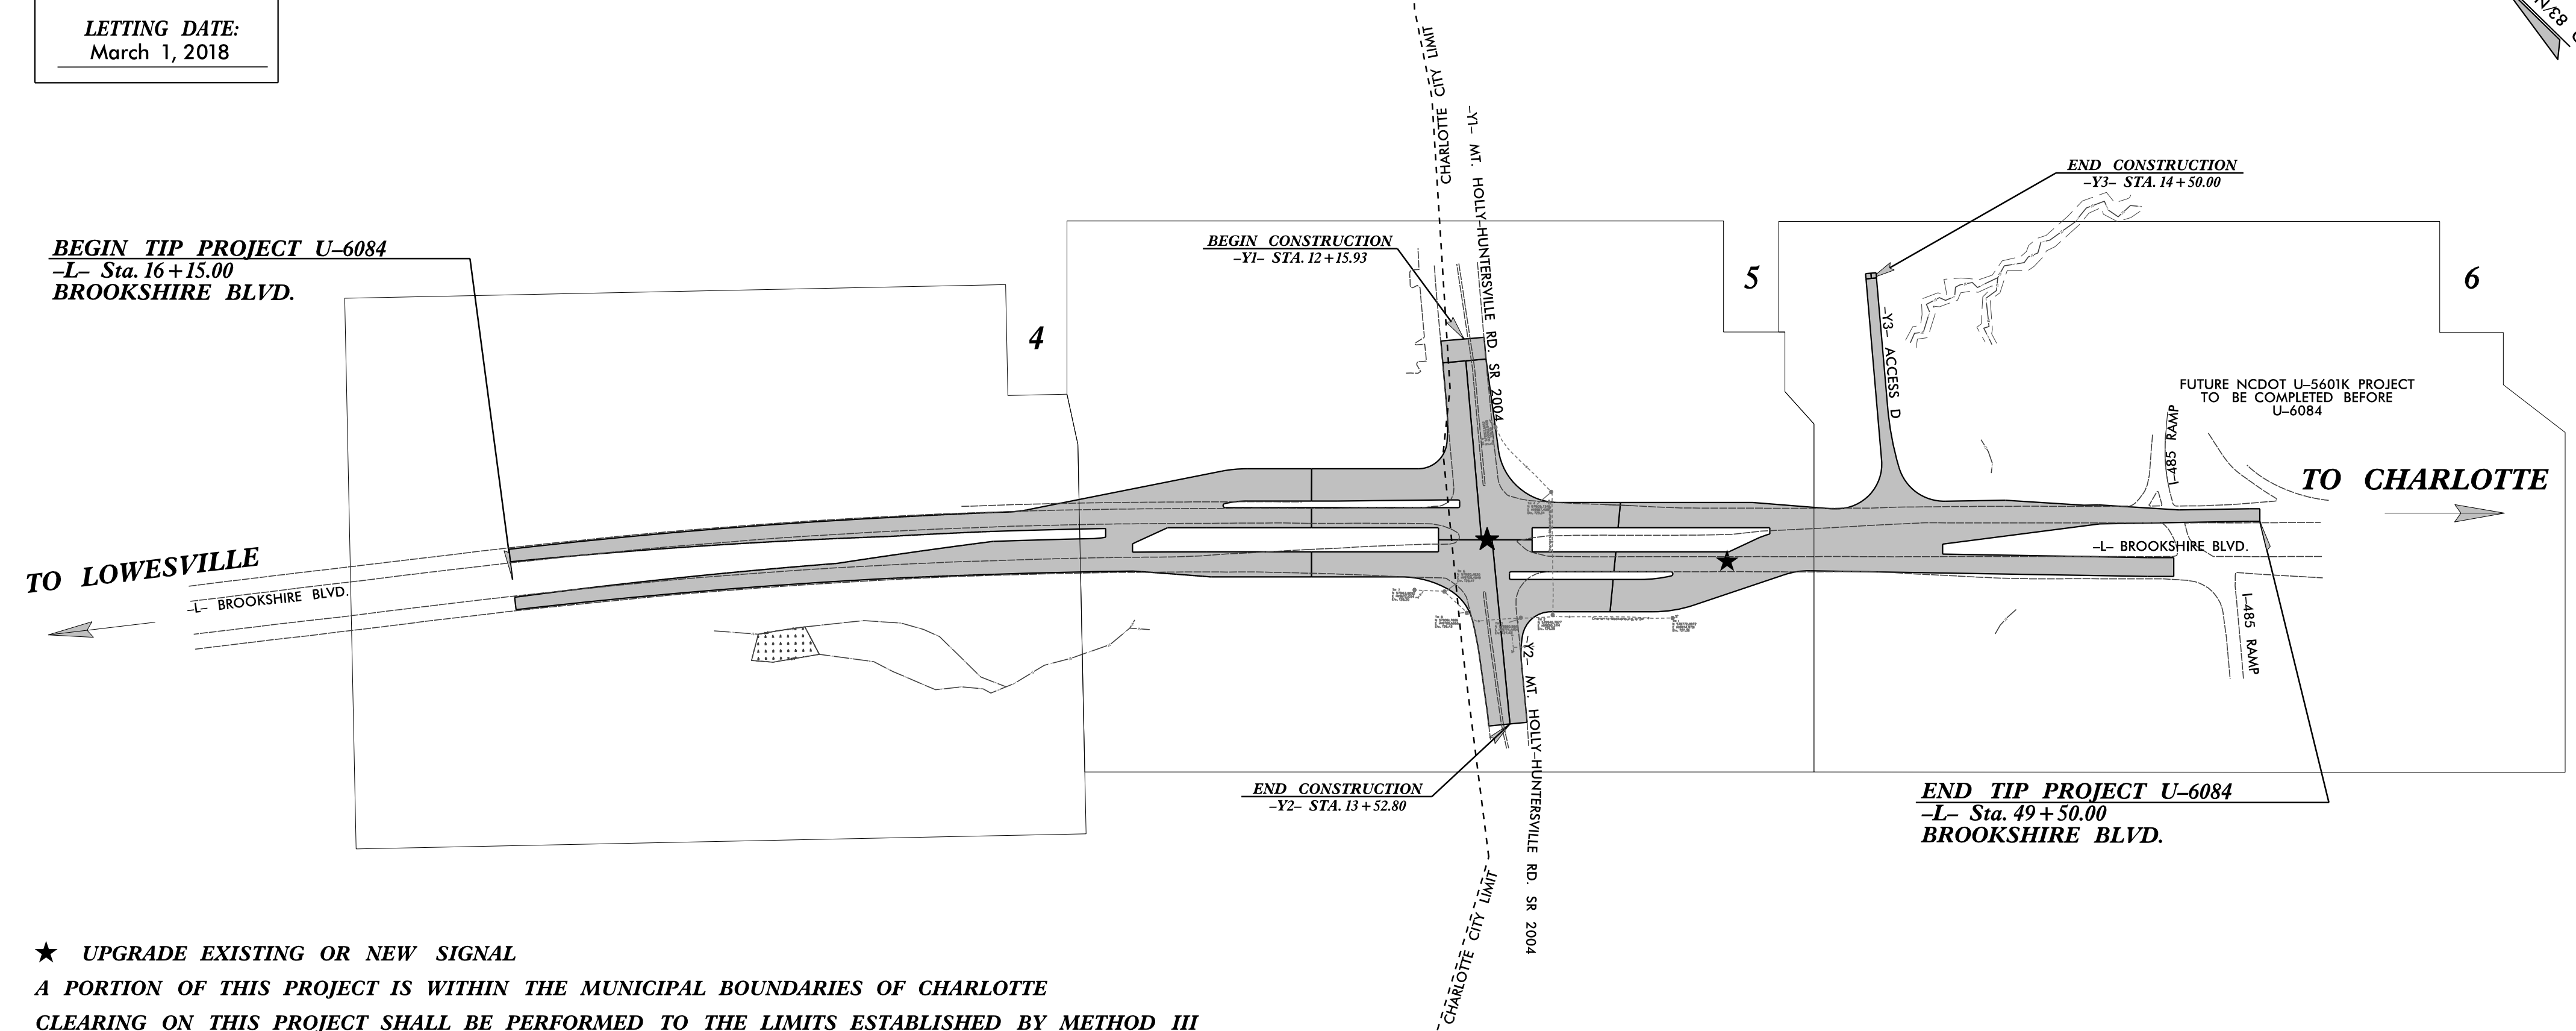 LETTING DATE:
March 1, 2018
83/N
CHARLOTTE CITY LIMIT
–Y1– MT. HOLLY–HUNTERSVILLE RD. SR 2004
END CONSTRUCTION
–Y3– STA. 14+50.00
BEGIN TIP PROJECT U–6084
–L– Sta. 16+15.00
BROOKSHIRE BLVD.
BEGIN CONSTRUCTION
–Y1– STA. 12+15.93
4
5
6
–Y3– ACCESS D
FUTURE NCDOT U–5601K PROJECT
TO BE COMPLETED BEFORE
U–6084
I–485 RAMP
TO CHARLOTTE
TO LOWESVILLE
–L– BROOKSHIRE BLVD.
–L– BROOKSHIRE BLVD.
I–485 RAMP
–Y2– MT. HOLLY–HUNTERSVILLE RD. SR 2004
END CONSTRUCTION
–Y2– STA. 13+52.80
END TIP PROJECT U–6084
–L– Sta. 49+50.00
BROOKSHIRE BLVD.
CHARLOTTE CITY LIMIT
★ UPGRADE EXISTING OR NEW SIGNAL
A PORTION OF THIS PROJECT IS WITHIN THE MUNICIPAL BOUNDARIES OF CHARLOTTE
CLEARING ON THIS PROJECT SHALL BE PERFORMED TO THE LIMITS ESTABLISHED BY METHOD III